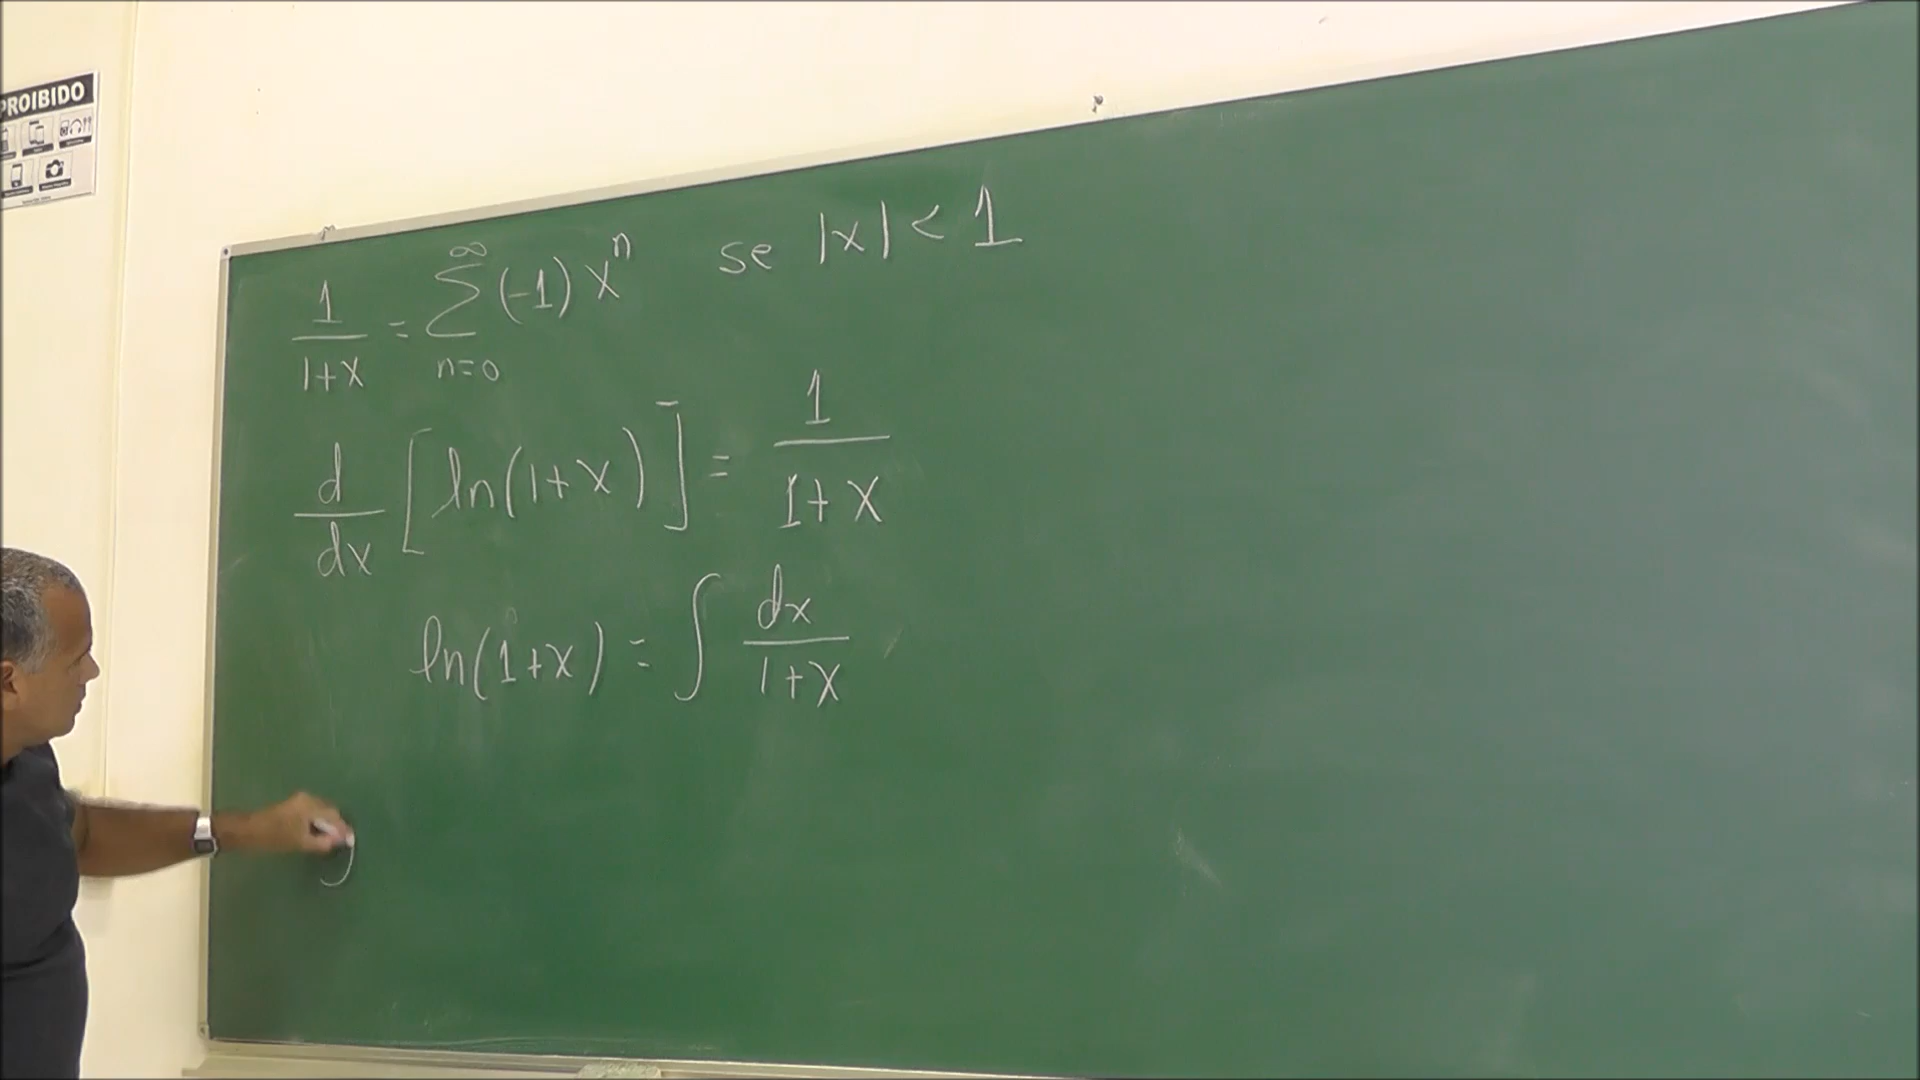 PROIBIDO
1/(1+x) = ∑_{n=0}^{∞} (-1) x^n se |x| < 1
d/dx [ln(1+x)] = 1/(1+x)
ln(1+x) = ∫ dx/(1+x)